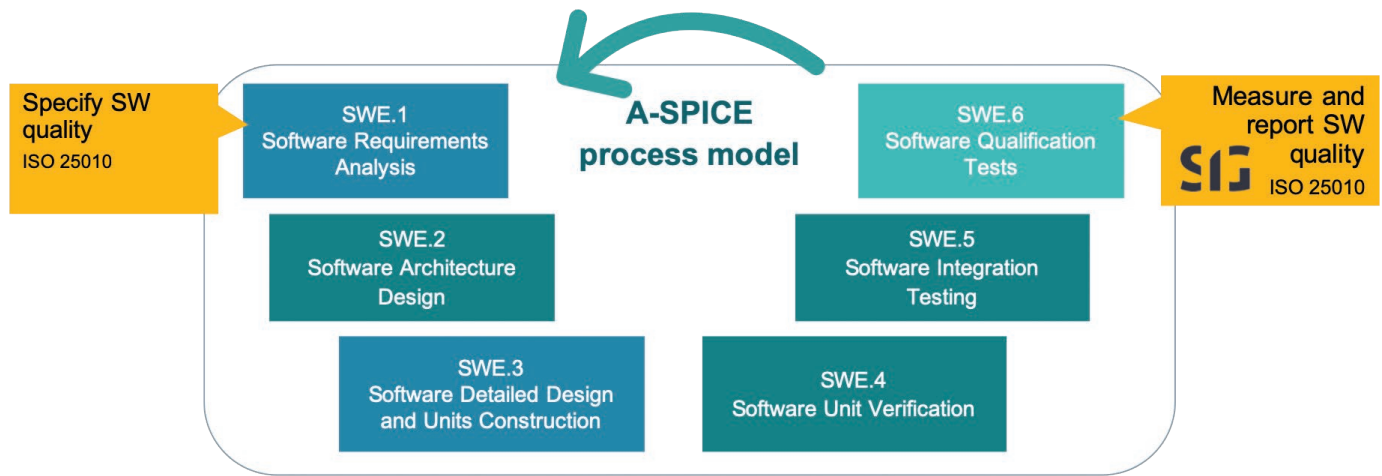 Specify SW
quality
ISO 25010
SWE.1
Software Requirements
Analysis
A-SPICE
process model
SWE.6
Software Qualification
Tests
Measure and
report SW
quality
SIG
ISO 25010
SWE.2
Software Architecture
Design
SWE.5
Software Integration
Testing
SWE.3
Software Detailed Design
and Units Construction
SWE.4
Software Unit Verification